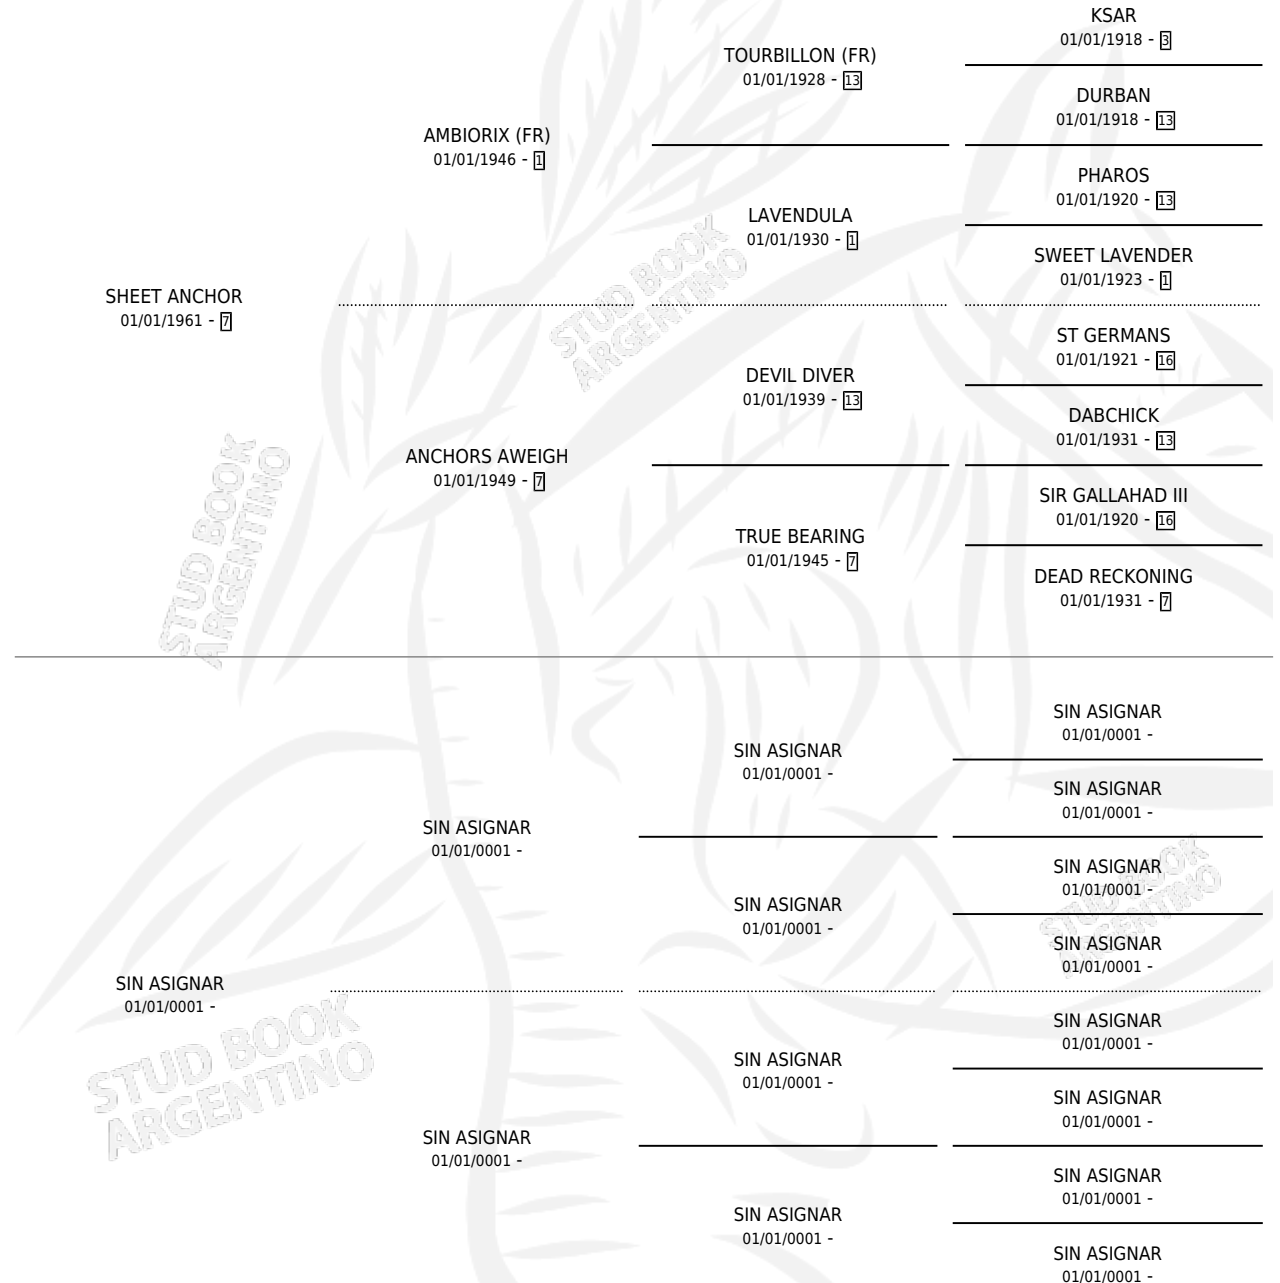 KSAR
01/01/1918 - 3
TOURBILLON (FR)
01/01/1928 - 13
DURBAN
01/01/1918 - 13
AMBIORIX (FR)
01/01/1946 - 1
PHAROS
01/01/1920 - 13
LAVENDULA
01/01/1930 - 1
SWEET LAVENDER
01/01/1923 - 1
SHEET ANCHOR
01/01/1961 - 7
STUD BOOK
ARGENTINO
ST GERMANS
01/01/1921 - 16
DEVIL DIVER
01/01/1939 - 13
DABCHICK
01/01/1931 - 13
ANCHORS AWEIGH
01/01/1949 - 7
SIR GALLAHAD III
01/01/1920 - 16
TRUE BEARING
01/01/1945 - 7
DEAD RECKONING
01/01/1931 - 7
STUD BOOK
ARGENTINO
SIN ASIGNAR
01/01/0001 -
SIN ASIGNAR
01/01/0001 -
SIN ASIGNAR
01/01/0001 -
SIN ASIGNAR
01/01/0001 -
SIN ASIGNAR
01/01/0001 -
SIN ASIGNAR
01/01/0001 -
SIN ASIGNAR
01/01/0001 -
STUD BOOK
ARGENTINO
SIN ASIGNAR
01/01/0001 -
SIN ASIGNAR
01/01/0001 -
SIN ASIGNAR
01/01/0001 -
SIN ASIGNAR
01/01/0001 -
STUD BOOK
ARGENTINO
SIN ASIGNAR
01/01/0001 -
SIN ASIGNAR
01/01/0001 -
SIN ASIGNAR
01/01/0001 -
SIN ASIGNAR
01/01/0001 -